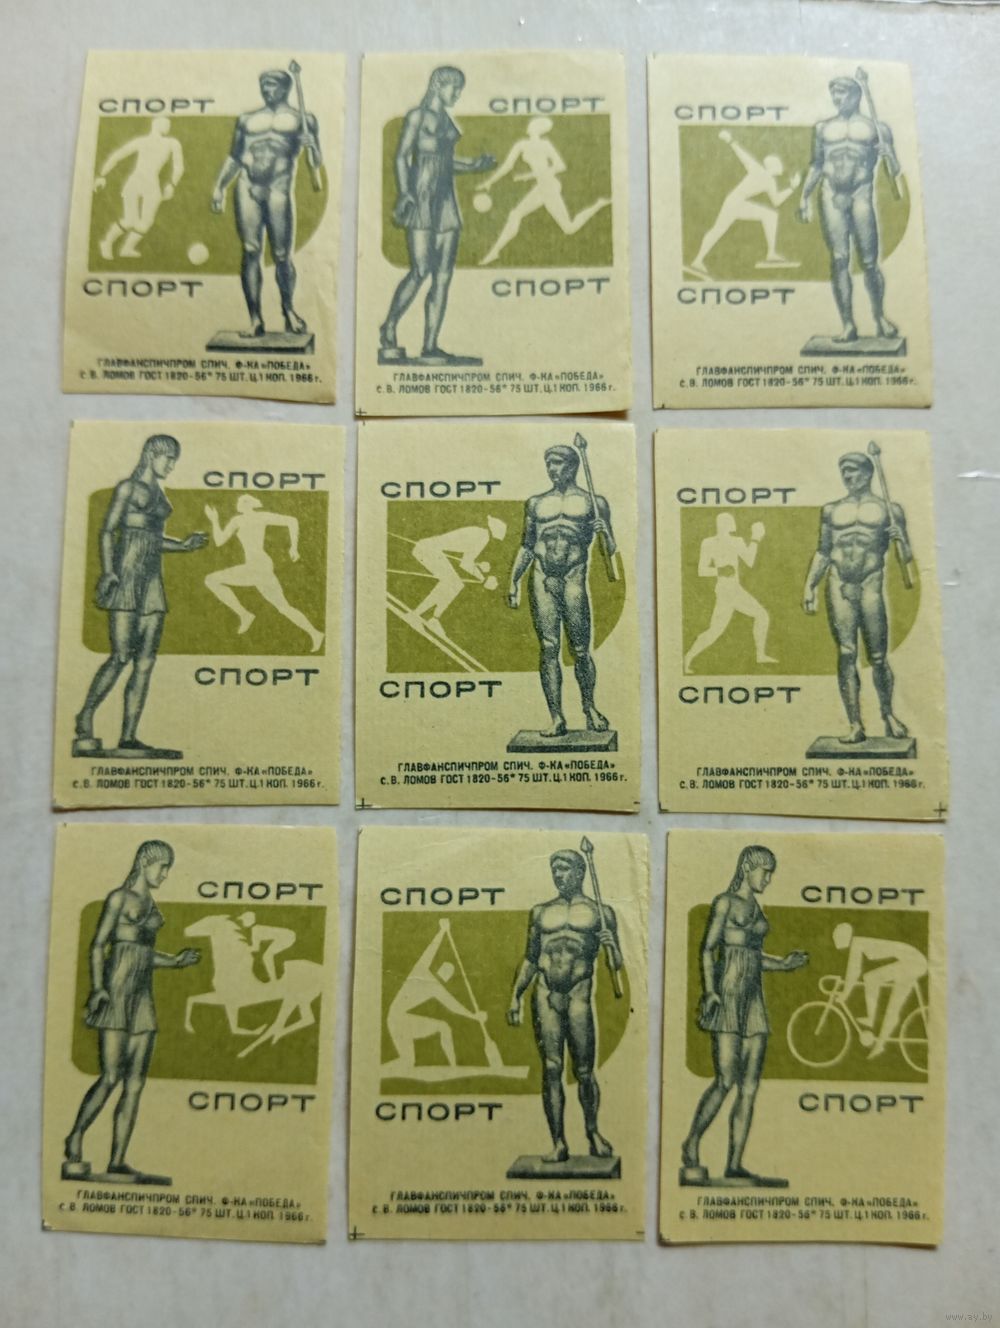 СПОРТ
СПОРТ
ГЛАВФАНСПИЧПРОМ СПИЧ. Ф-КА «ПОБЕДА»
с. В. ЛОМОВ ГОСТ 1820-56* 75 ШТ. Ц. 1 КОП. 1966 г.
СПОРТ
СПОРТ
ГЛАВФАНСПИЧПРОМ СПИЧ. Ф-КА «ПОБЕДА»
с. В. ЛОМОВ ГОСТ 1820-56* 75 ШТ. Ц. 1 КОП. 1966 г.
СПОРТ
СПОРТ
ГЛАВФАНСПИЧПРОМ СПИЧ. Ф-КА «ПОБЕДА»
с. В. ЛОМОВ ГОСТ 1820-56* 75 ШТ. Ц. 1 КОП. 1966 г.
СПОРТ
СПОРТ
ГЛАВФАНСПИЧПРОМ СПИЧ. Ф-КА «ПОБЕДА»
с. В. ЛОМОВ ГОСТ 1820-56* 75 ШТ. Ц. 1 КОП. 1966 г.
СПОРТ
СПОРТ
ГЛАВФАНСПИЧПРОМ СПИЧ. Ф-КА «ПОБЕДА»
с. В. ЛОМОВ ГОСТ 1820-56* 75 ШТ. Ц. 1 КОП. 1966 г.
СПОРТ
СПОРТ
ГЛАВФАНСПИЧПРОМ СПИЧ. Ф-КА «ПОБЕДА»
с. В. ЛОМОВ ГОСТ 1820-56* 75 ШТ. Ц. 1 КОП. 1966 г.
СПОРТ
СПОРТ
ГЛАВФАНСПИЧПРОМ СПИЧ. Ф-КА «ПОБЕДА»
с. В. ЛОМОВ ГОСТ 1820-56* 75 ШТ. Ц. 1 КОП. 1966 г.
СПОРТ
СПОРТ
ГЛАВФАНСПИЧПРОМ СПИЧ. Ф-КА «ПОБЕДА»
с. В. ЛОМОВ ГОСТ 1820-56* 75 ШТ. Ц. 1 КОП. 1966 г.
СПОРТ
СПОРТ
ГЛАВФАНСПИЧПРОМ СПИЧ. Ф-КА «ПОБЕДА»
с. В. ЛОМОВ ГОСТ 1820-56* 75 ШТ. Ц. 1 КОП. 1966 г.
www.ay.by